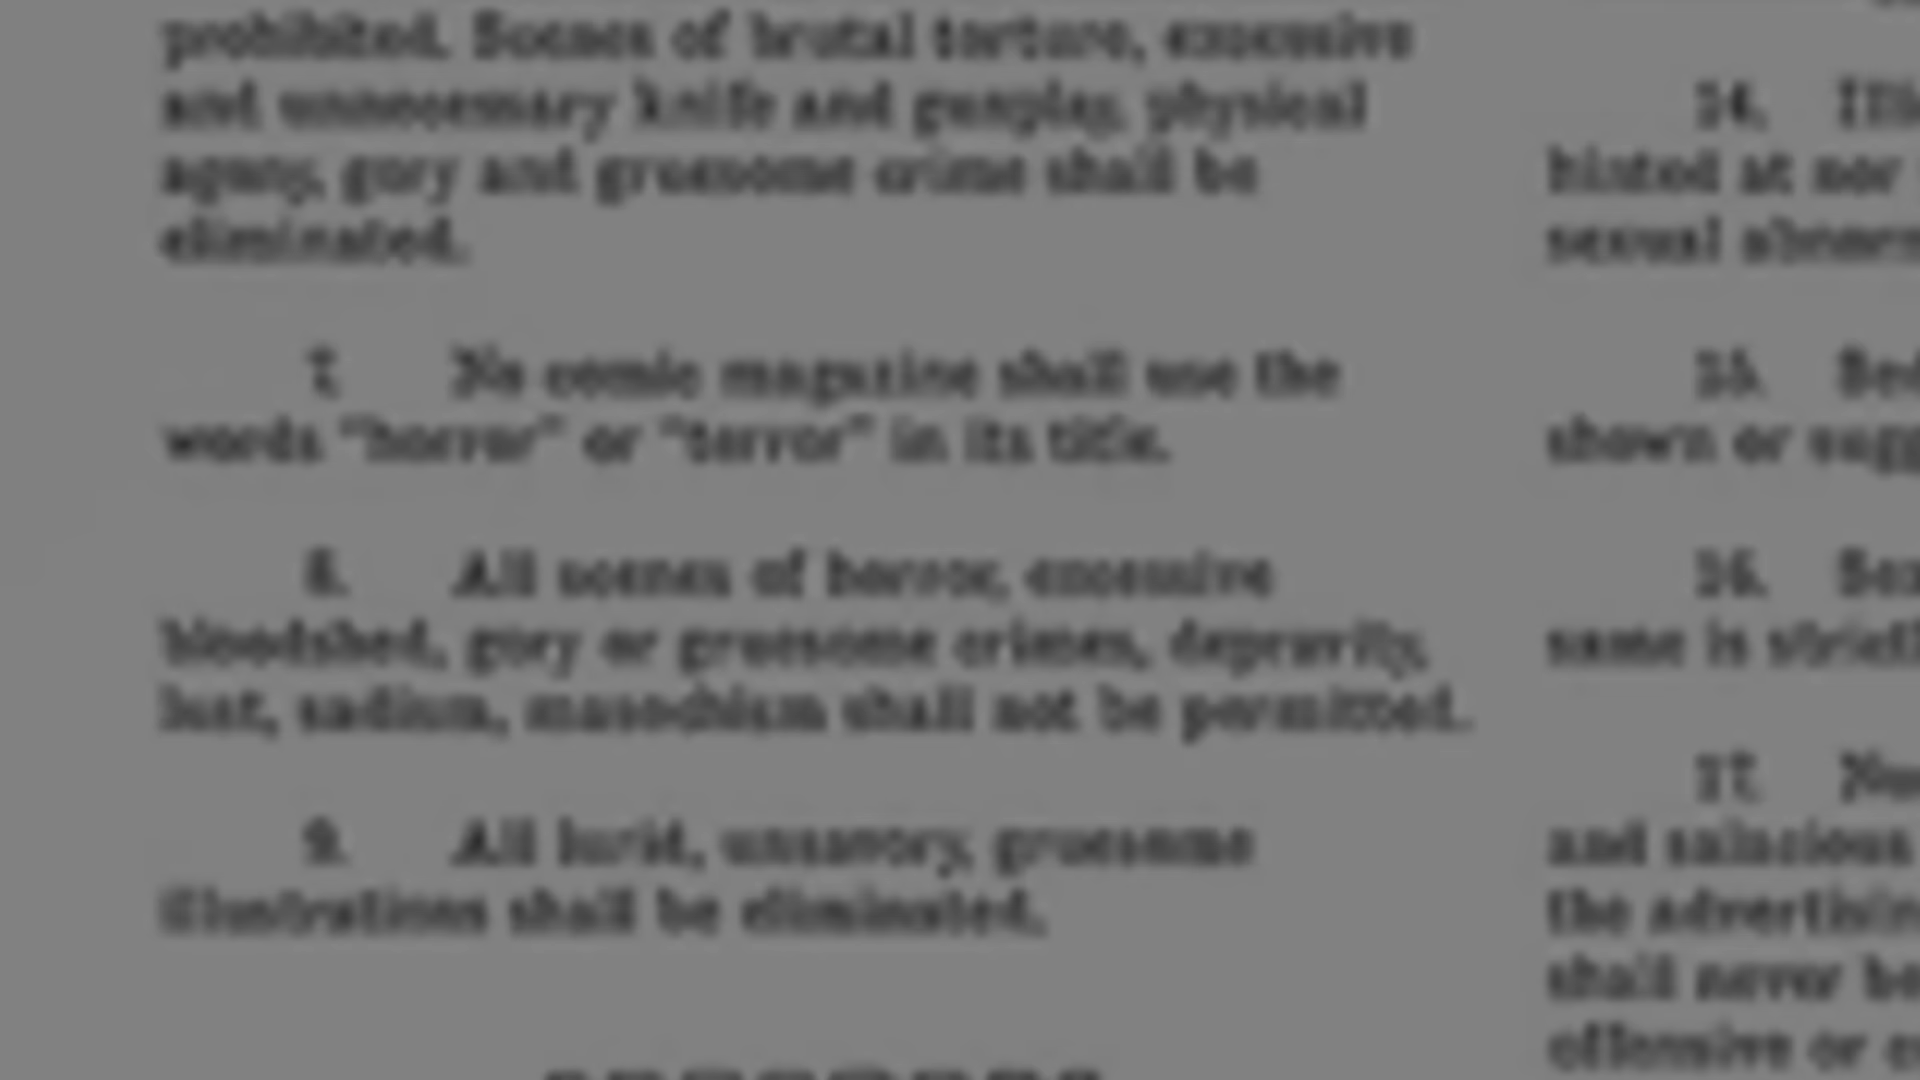 prohibited. Scenes of brutal torture, excessive
and unnecessary knife and gunplay, physical
agony, gory and gruesome crime shall be
eliminated.
7. No comic magazine shall use the
words "horror" or "terror" in its title.
8. All scenes of horror, excessive
bloodshed, gory or gruesome crimes, depravity,
lust, sadism, masochism shall not be permitted.
9. All lurid, unsavory, gruesome
illustrations shall be eliminated.
14.
hinted at nor
sexual
15.
shown or
16.
same is
17.
and salacious
the
shall never
offensive or